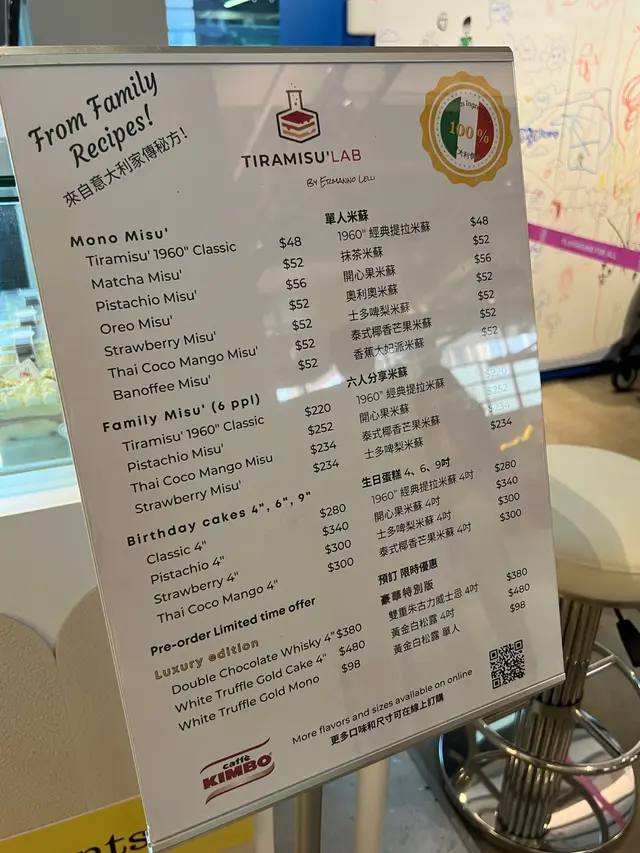 From Family
Recipes!
來自意大利家傳秘方!
TIRAMISU'LAB
BY ERMANNO LELLI
100%
Mono Misu'
Tiramisu' 1960" Classic $48
Matcha Misu' $52
Pistachio Misu' $56
Oreo Misu' $52
Strawberry Misu' $52
Thai Coco Mango Misu' $52
Banoffee Misu' $52
Family Misu' (6 ppl)
Tiramisu' 1960" Classic $220
Pistachio Misu' $252
Thai Coco Mango Misu $234
Strawberry Misu' $234
Birthday cakes 4", 6", 9"
Classic 4" $280
Pistachio 4" $340
Strawberry 4" $300
Thai Coco Mango 4" $300
Pre-order Limited time offer
Luxury edition
Double Chocolate Whisky 4" $380
White Truffle Gold Cake 4" $480
White Truffle Gold Mono $98
單人米蘇
1960" 經典提拉米蘇 $48
抹茶米蘇 $52
開心果米蘇 $56
奧利奧米蘇 $52
士多啤梨米蘇 $52
泰式椰香芒果米蘇 $52
香蕉太妃派米蘇 $52
六人分享米蘇
1960" 經典提拉米蘇 $220
開心果米蘇 $252
泰式椰香芒果米蘇 $234
士多啤梨米蘇 $234
生日蛋糕 4、6、9吋
1960" 經典提拉米蘇 4吋 $280
開心果米蘇 4吋 $340
士多啤梨米蘇 4吋 $300
泰式椰香芒果米蘇 4吋 $300
預訂 限時優惠
豪華特別版
雙重朱古力威士忌 4吋 $380
黃金白松露 4吋 $480
黃金白松露 單人 $98
More flavors and sizes available on online
更多口味和尺寸可在線上訂購
caffè
KIMBO
PLAYGROUND FOR ALL
nts